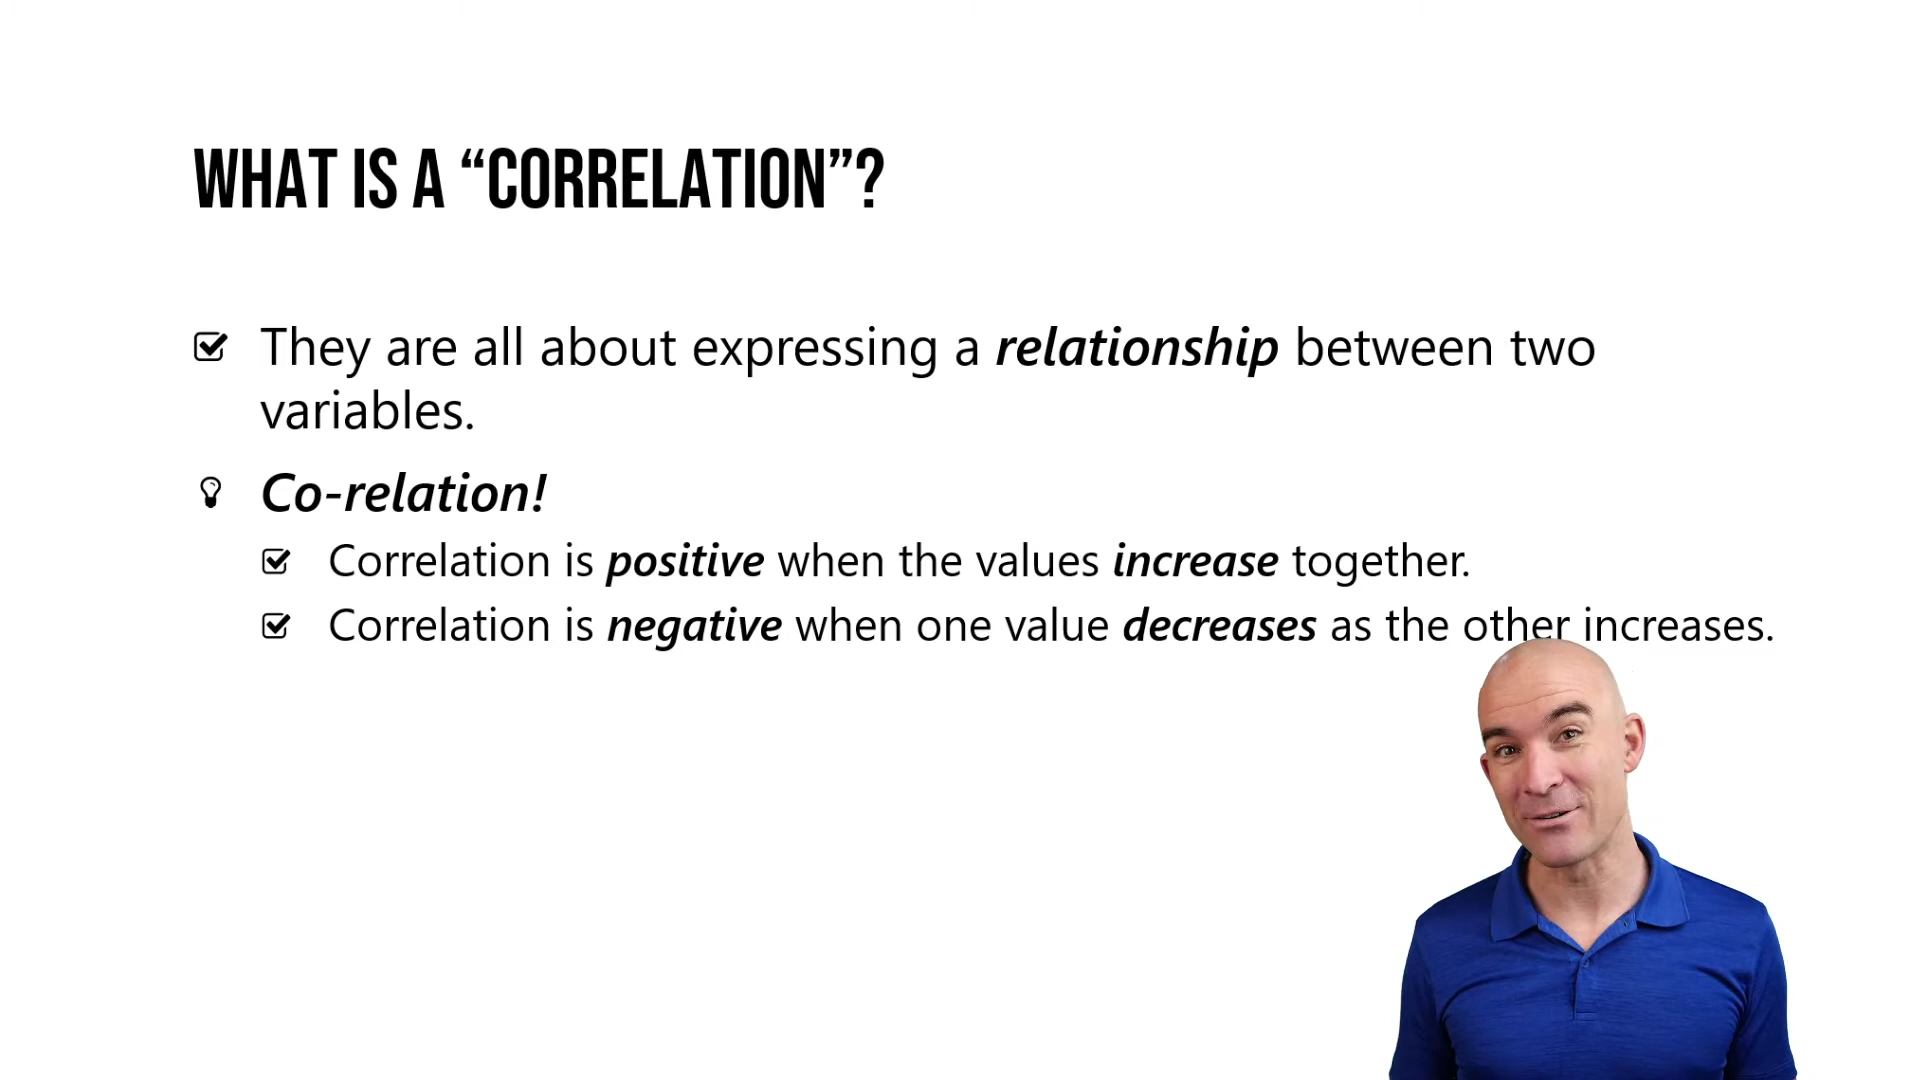 WHAT IS A “CORRELATION”?
They are all about expressing a relationship between two
variables.
Co-relation!
Correlation is positive when the values increase together.
Correlation is negative when one value decreases as the other increases.